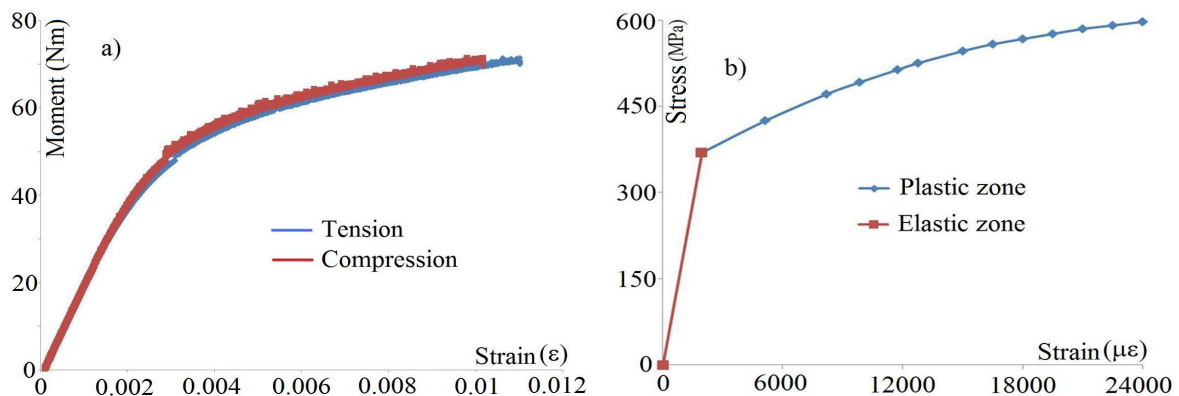 80
60
40
20
0
Moment (Nm)
a)
Tension
Compression
Strain (ε)
0 0.002 0.004 0.006 0.008 0.01 0.012
600
450
300
150
0
Stress (MPa)
b)
Plastic zone
Elastic zone
Strain (με)
0 6000 12000 18000 24000